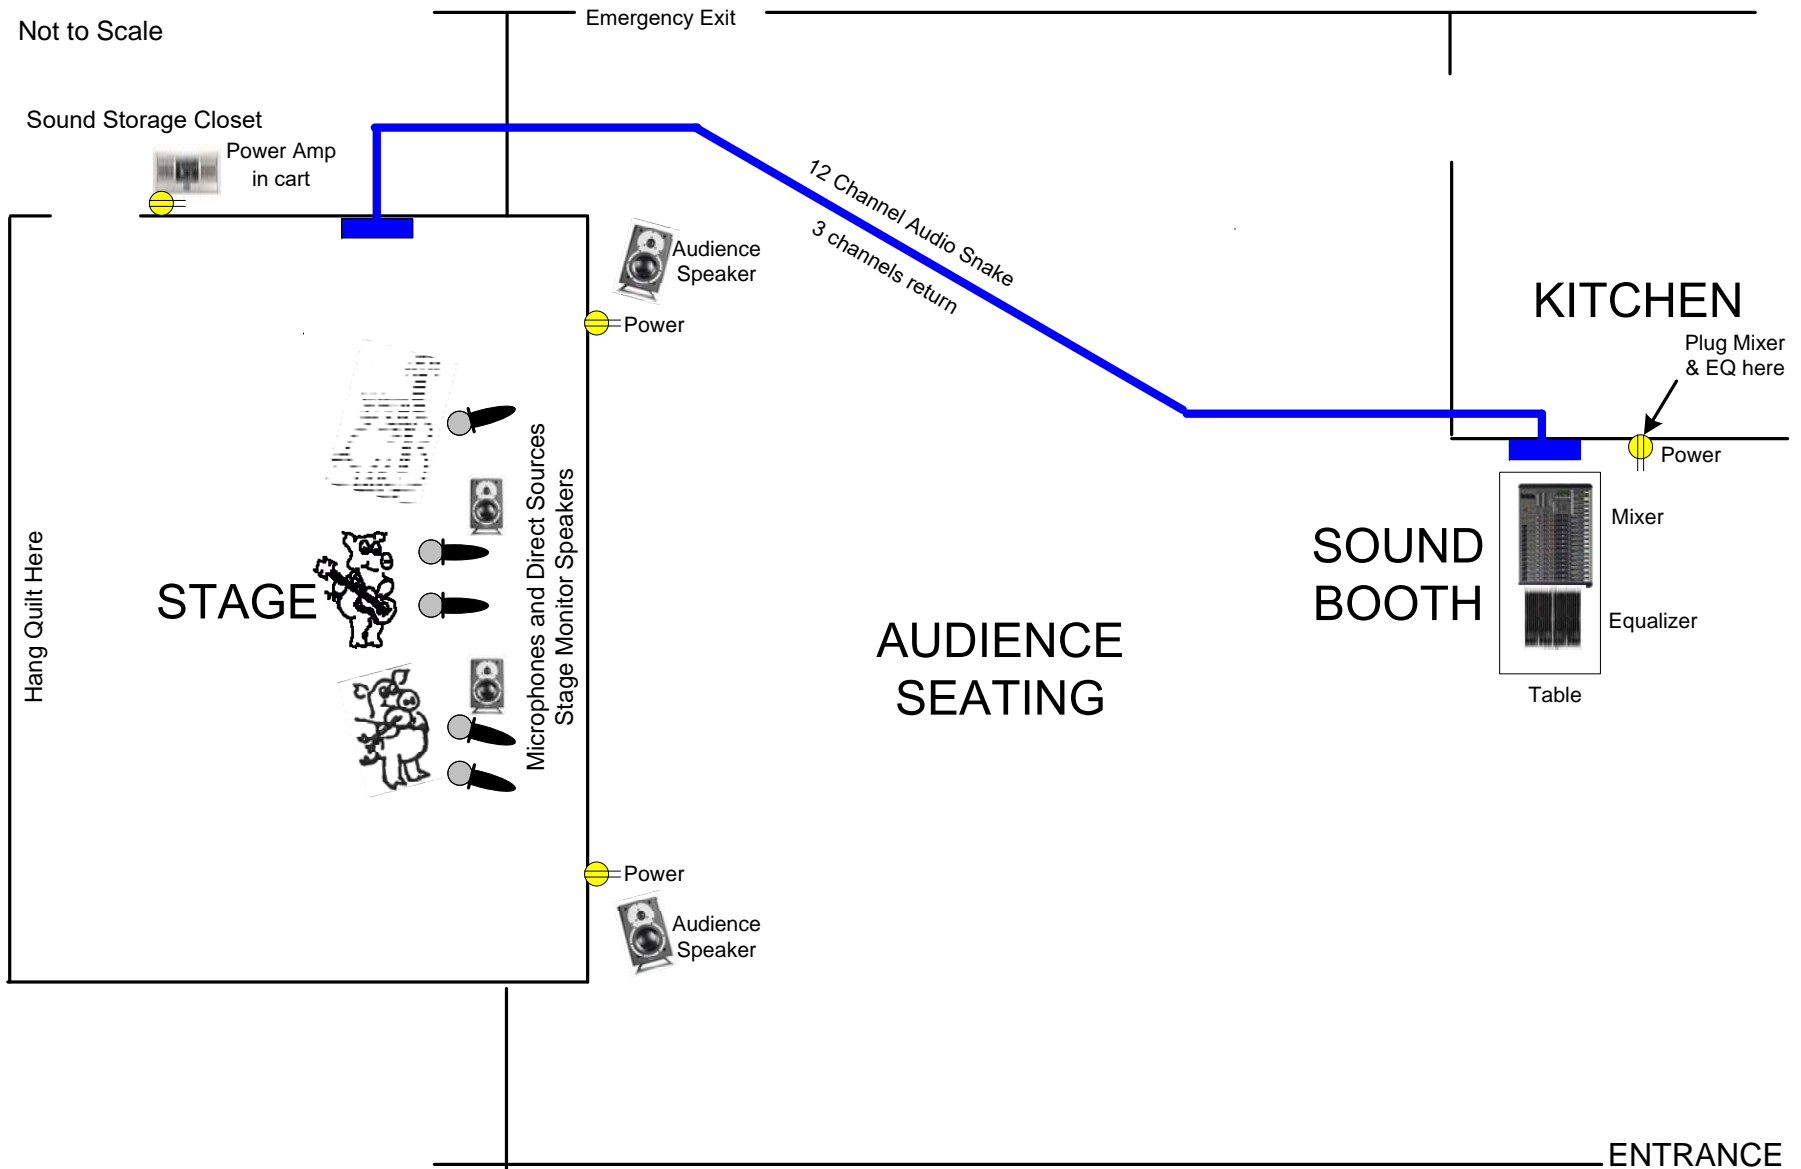 Emergency Exit
Not to Scale
Sound Storage Closet
Power Amp
in cart
12 Channel Audio Snake
3 channels return
Audience
Speaker
Power
KITCHEN
Plug Mixer
& EQ here
Power
Mixer
SOUND
BOOTH
Equalizer
Table
Hang Quilt Here
STAGE
Microphones and Direct Sources
Stage Monitor Speakers
AUDIENCE
SEATING
Power
Audience
Speaker
ENTRANCE